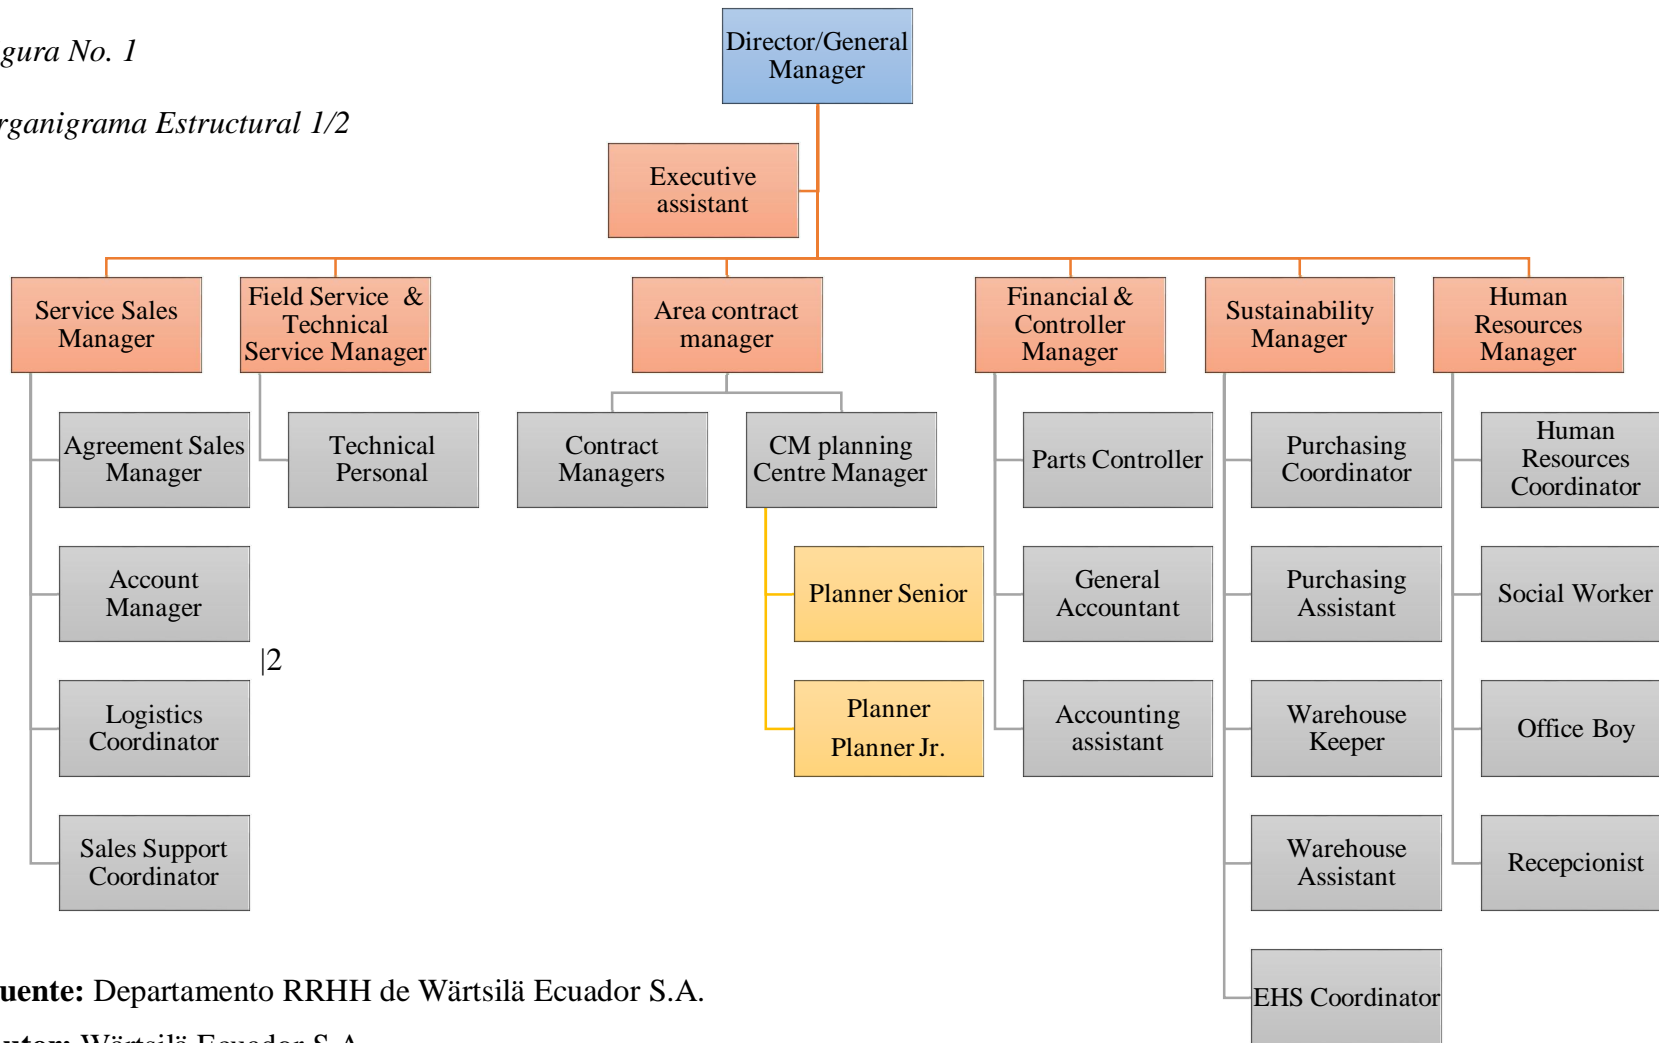 gura No. 1
rganigrama Estructural 1/2
Director/General
Manager
Executive
assistant
Service Sales
Manager
Field Service &
Technical
Service Manager
Area contract
manager
Financial &
Controller
Manager
Sustainability
Manager
Human
Resources
Manager
Agreement Sales
Manager
Account
Manager
|2
Logistics
Coordinator
Sales Support
Coordinator
Technical
Personal
Contract
Managers
CM planning
Centre Manager
Planner Senior
Planner
Planner Jr.
Parts Controller
General
Accountant
Accounting
assistant
Purchasing
Coordinator
Purchasing
Assistant
Warehouse
Keeper
Warehouse
Assistant
EHS Coordinator
Human
Resources
Coordinator
Social Worker
Office Boy
Recepcionist
uente: Departamento RRHH de Wärtsilä Ecuador S.A.
utor: Wärtsilä Ecuador S.A.